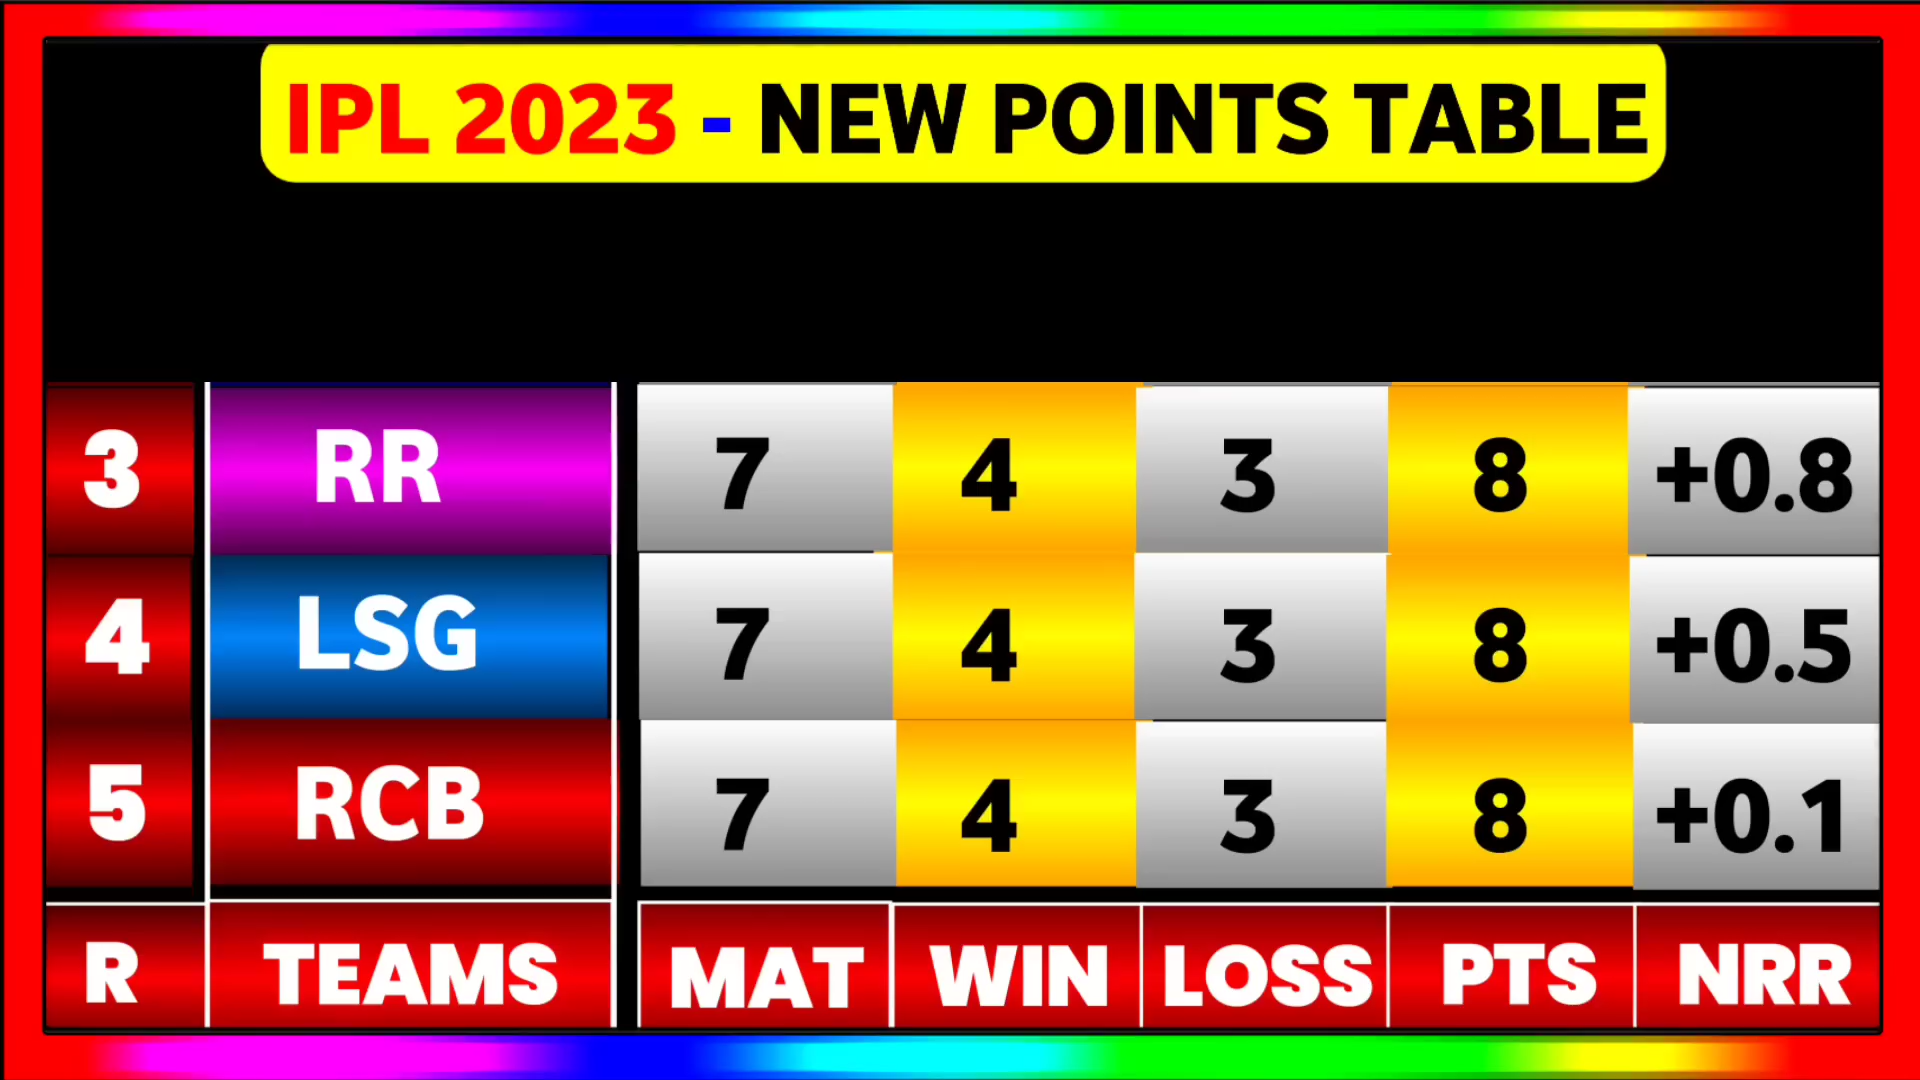 IPL 2023 - NEW POINTS TABLE
3 RR 7 4 3 8 +0.8
4 LSG 7 4 3 8 +0.5
5 RCB 7 4 3 8 +0.1
R TEAMS MAT WIN LOSS PTS NRR